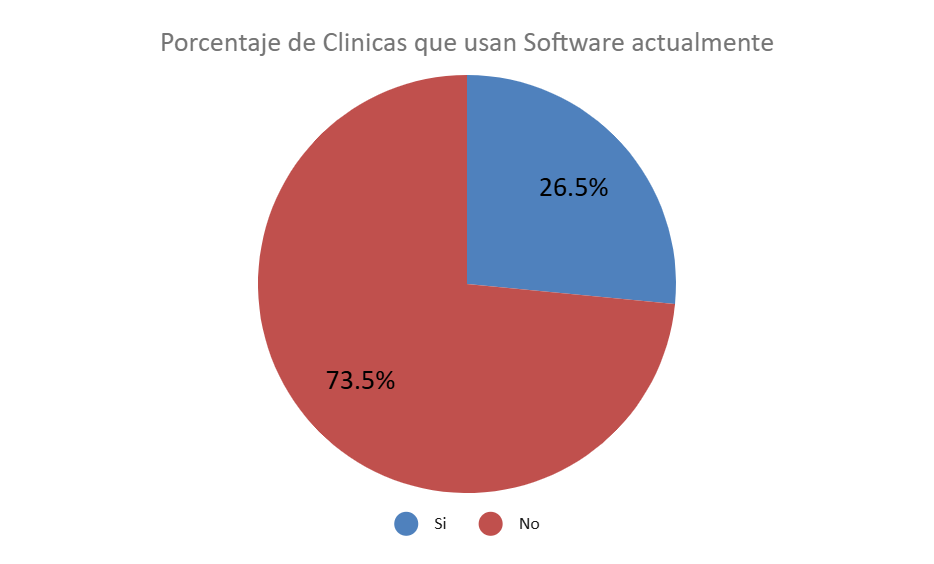 Porcentaje de Clinicas que usan Software actualmente
26.5%
73.5%
Si No